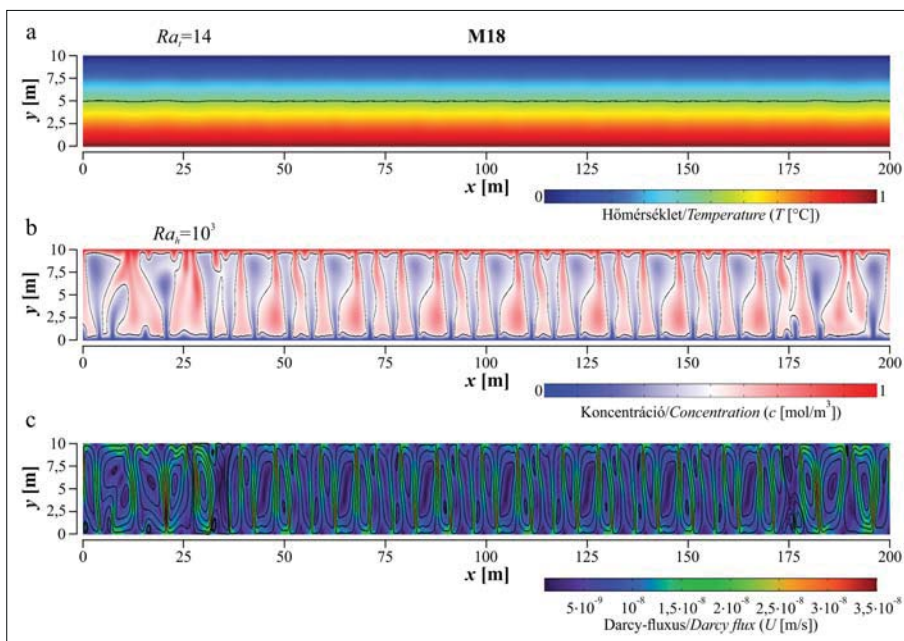 a
Ra_t=14
M18
10
7,5
5
2,5
0
y [m]
0 25 50 75 100 125 150 175 200
x [m]
0 1
Hőmérséklet/Temperature (T [°C])
b
Ra_h=10³
10
7,5
5
2,5
0
y [m]
0 25 50 75 100 125 150 175 200
x [m]
0 1
Koncentráció/Concentration (c [mol/m³])
c
10
7,5
5
2,5
0
y [m]
0 25 50 75 100 125 150 175 200
x [m]
5·10⁻⁹ 10⁻⁸ 1,5·10⁻⁸ 2·10⁻⁸ 2,5·10⁻⁸ 3·10⁻⁸ 3,5·10⁻⁸
Darcy-fluxus/Darcy flux (U [m/s])